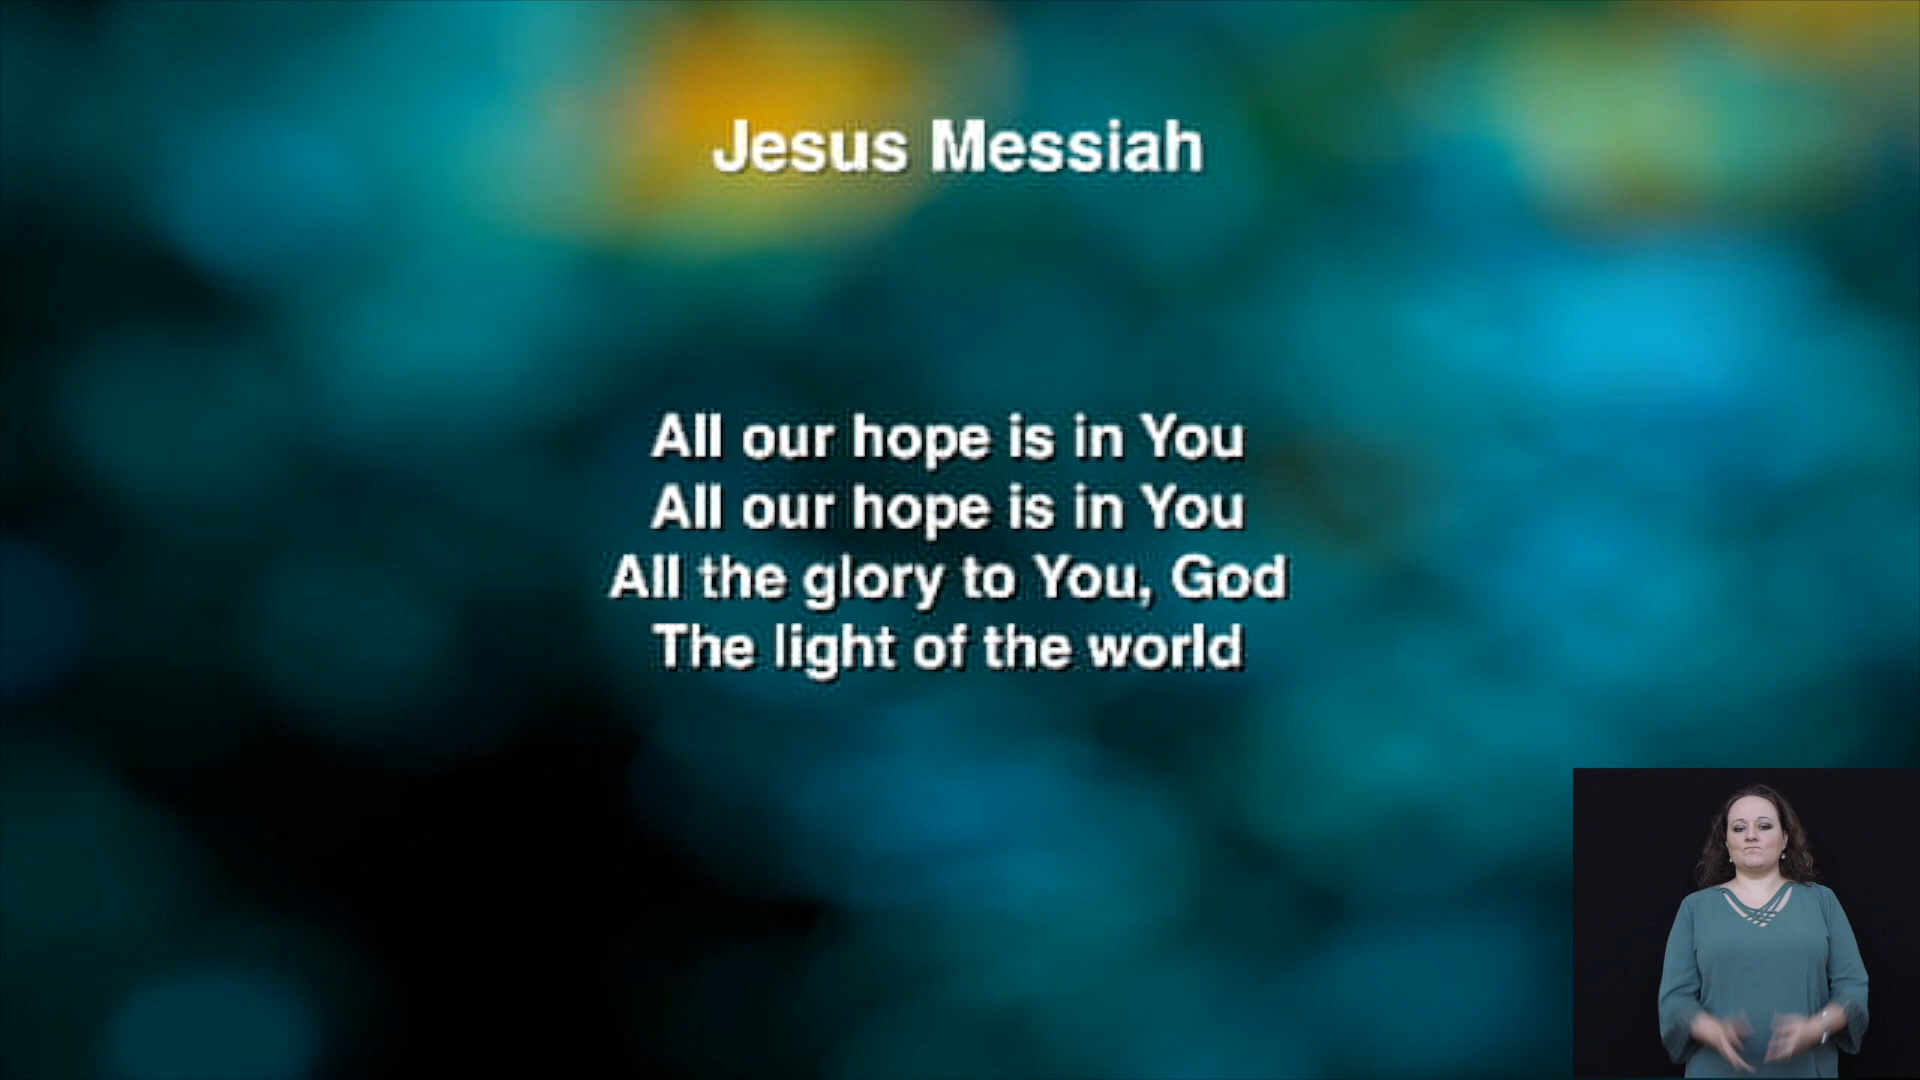 Jesus Messiah
All our hope is in You
All our hope is in You
All the glory to You, God
The light of the world